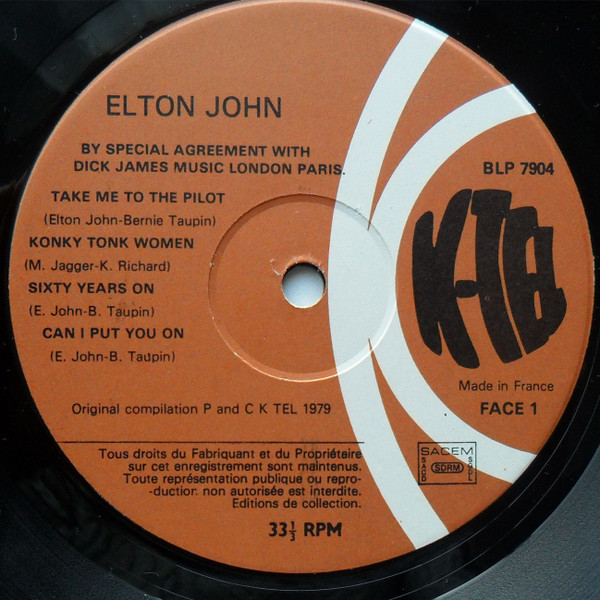 ELTON JOHN
BY SPECIAL AGREEMENT WITH
DICK JAMES MUSIC LONDON PARIS.
BLP 7904
TAKE ME TO THE PILOT
(Elton John-Bernie Taupin)
KONKY TONK WOMEN
(M. Jagger-K. Richard)
SIXTY YEARS ON
(E. John-B. Taupin)
CAN I PUT YOU ON
(E. John-B. Taupin)
K-TEL
Made in France
FACE 1
Original compilation P and C K TEL 1979
Tous droits du Fabriquant et du Propriétaire
sur cet enregistrement sont maintenus.
Toute représentation publique ou repro-
-duction non autorisée est interdite.
Editions de collection.
SACEM
SACD
SDRM
SGDL
33⅓ RPM